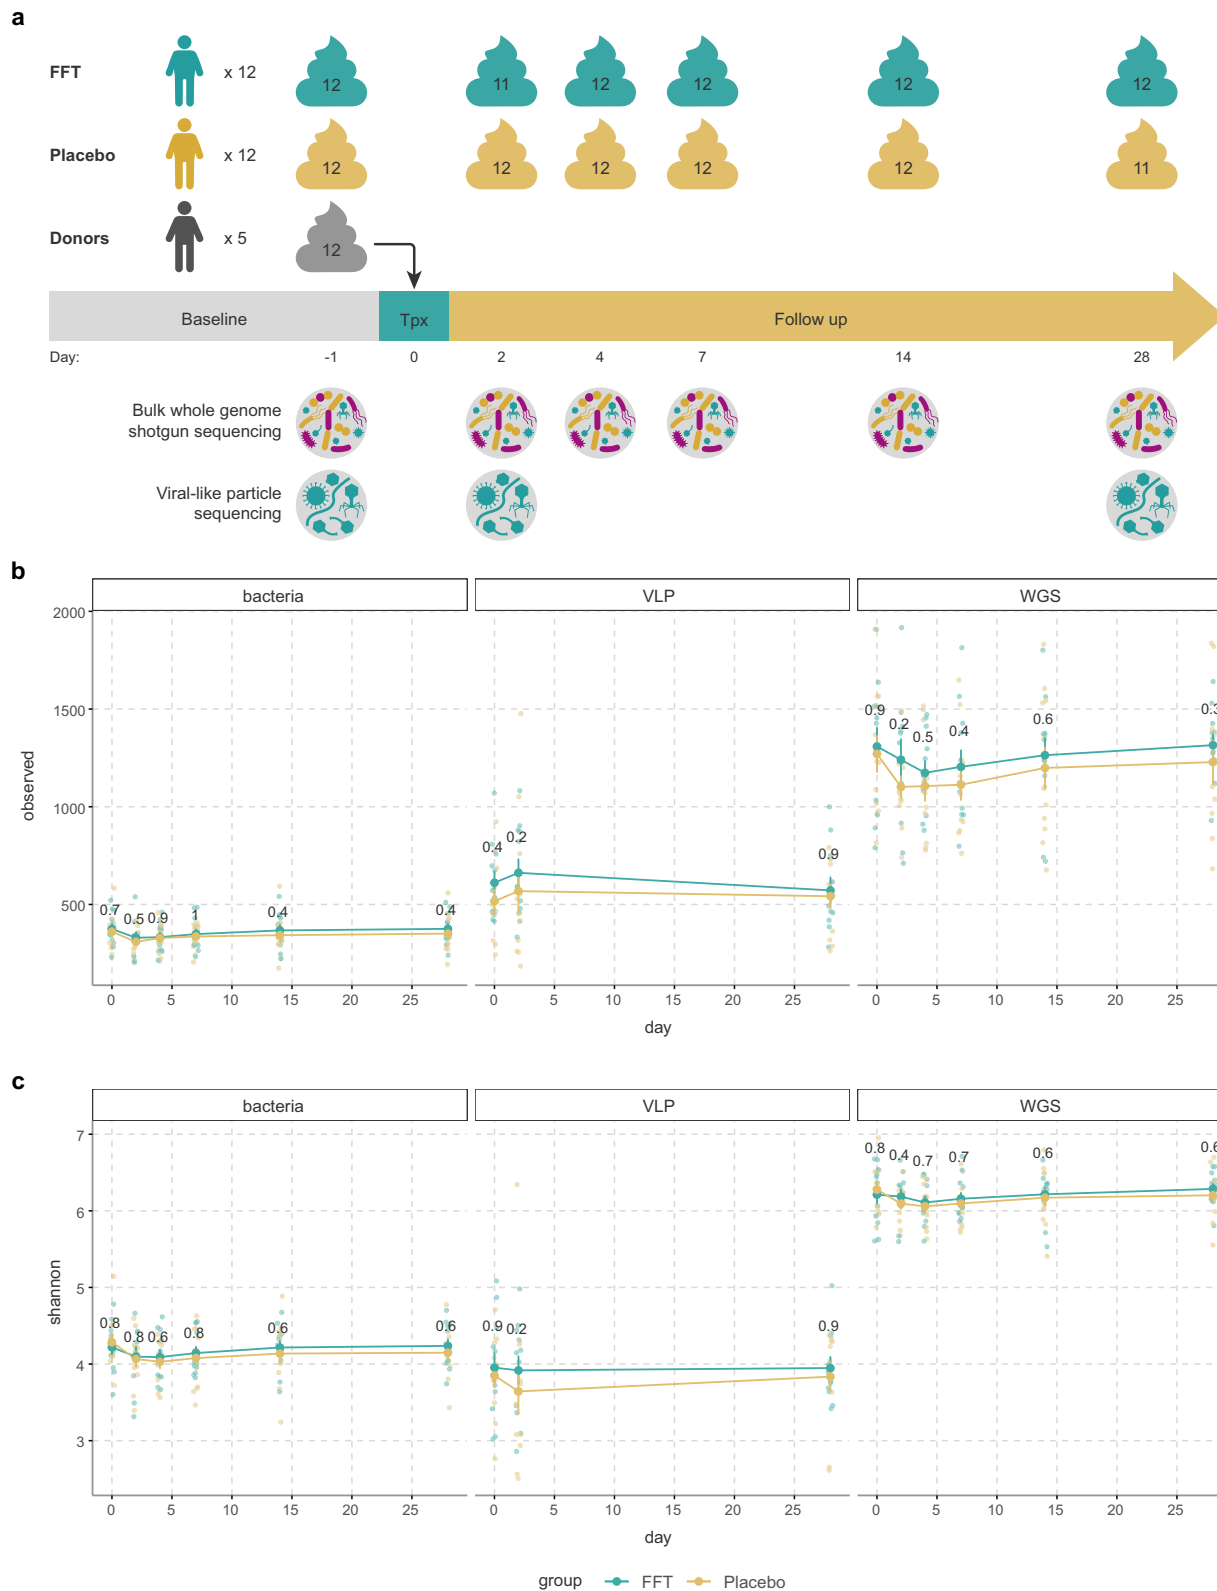 a
FFT x 12 12 11 12 12 12 12
Placebo x 12 12 12 12 12 12 11
Donors x 5 12
Baseline Tpx Follow up
Day: -1 0 2 4 7 14 28
Bulk whole genome
shotgun sequencing
Viral-like particle
sequencing
b
bacteria VLP WGS
observed
2000
1500
1000
500
0.7 0.5 0.9 1 0.4 0.4
0.4 0.2 0.9
0.9 0.2 0.5 0.4 0.6 0.3
0 5 10 15 20 25 0 5 10 15 20 25 0 5 10 15 20 25
day
c
bacteria VLP WGS
shannon
7
6
5
4
3
0.8 0.8 0.6 0.8 0.6 0.6
0.9 0.2 0.9
0.8 0.4 0.7 0.7 0.6 0.6
0 5 10 15 20 25 0 5 10 15 20 25 0 5 10 15 20 25
day
group FFT Placebo